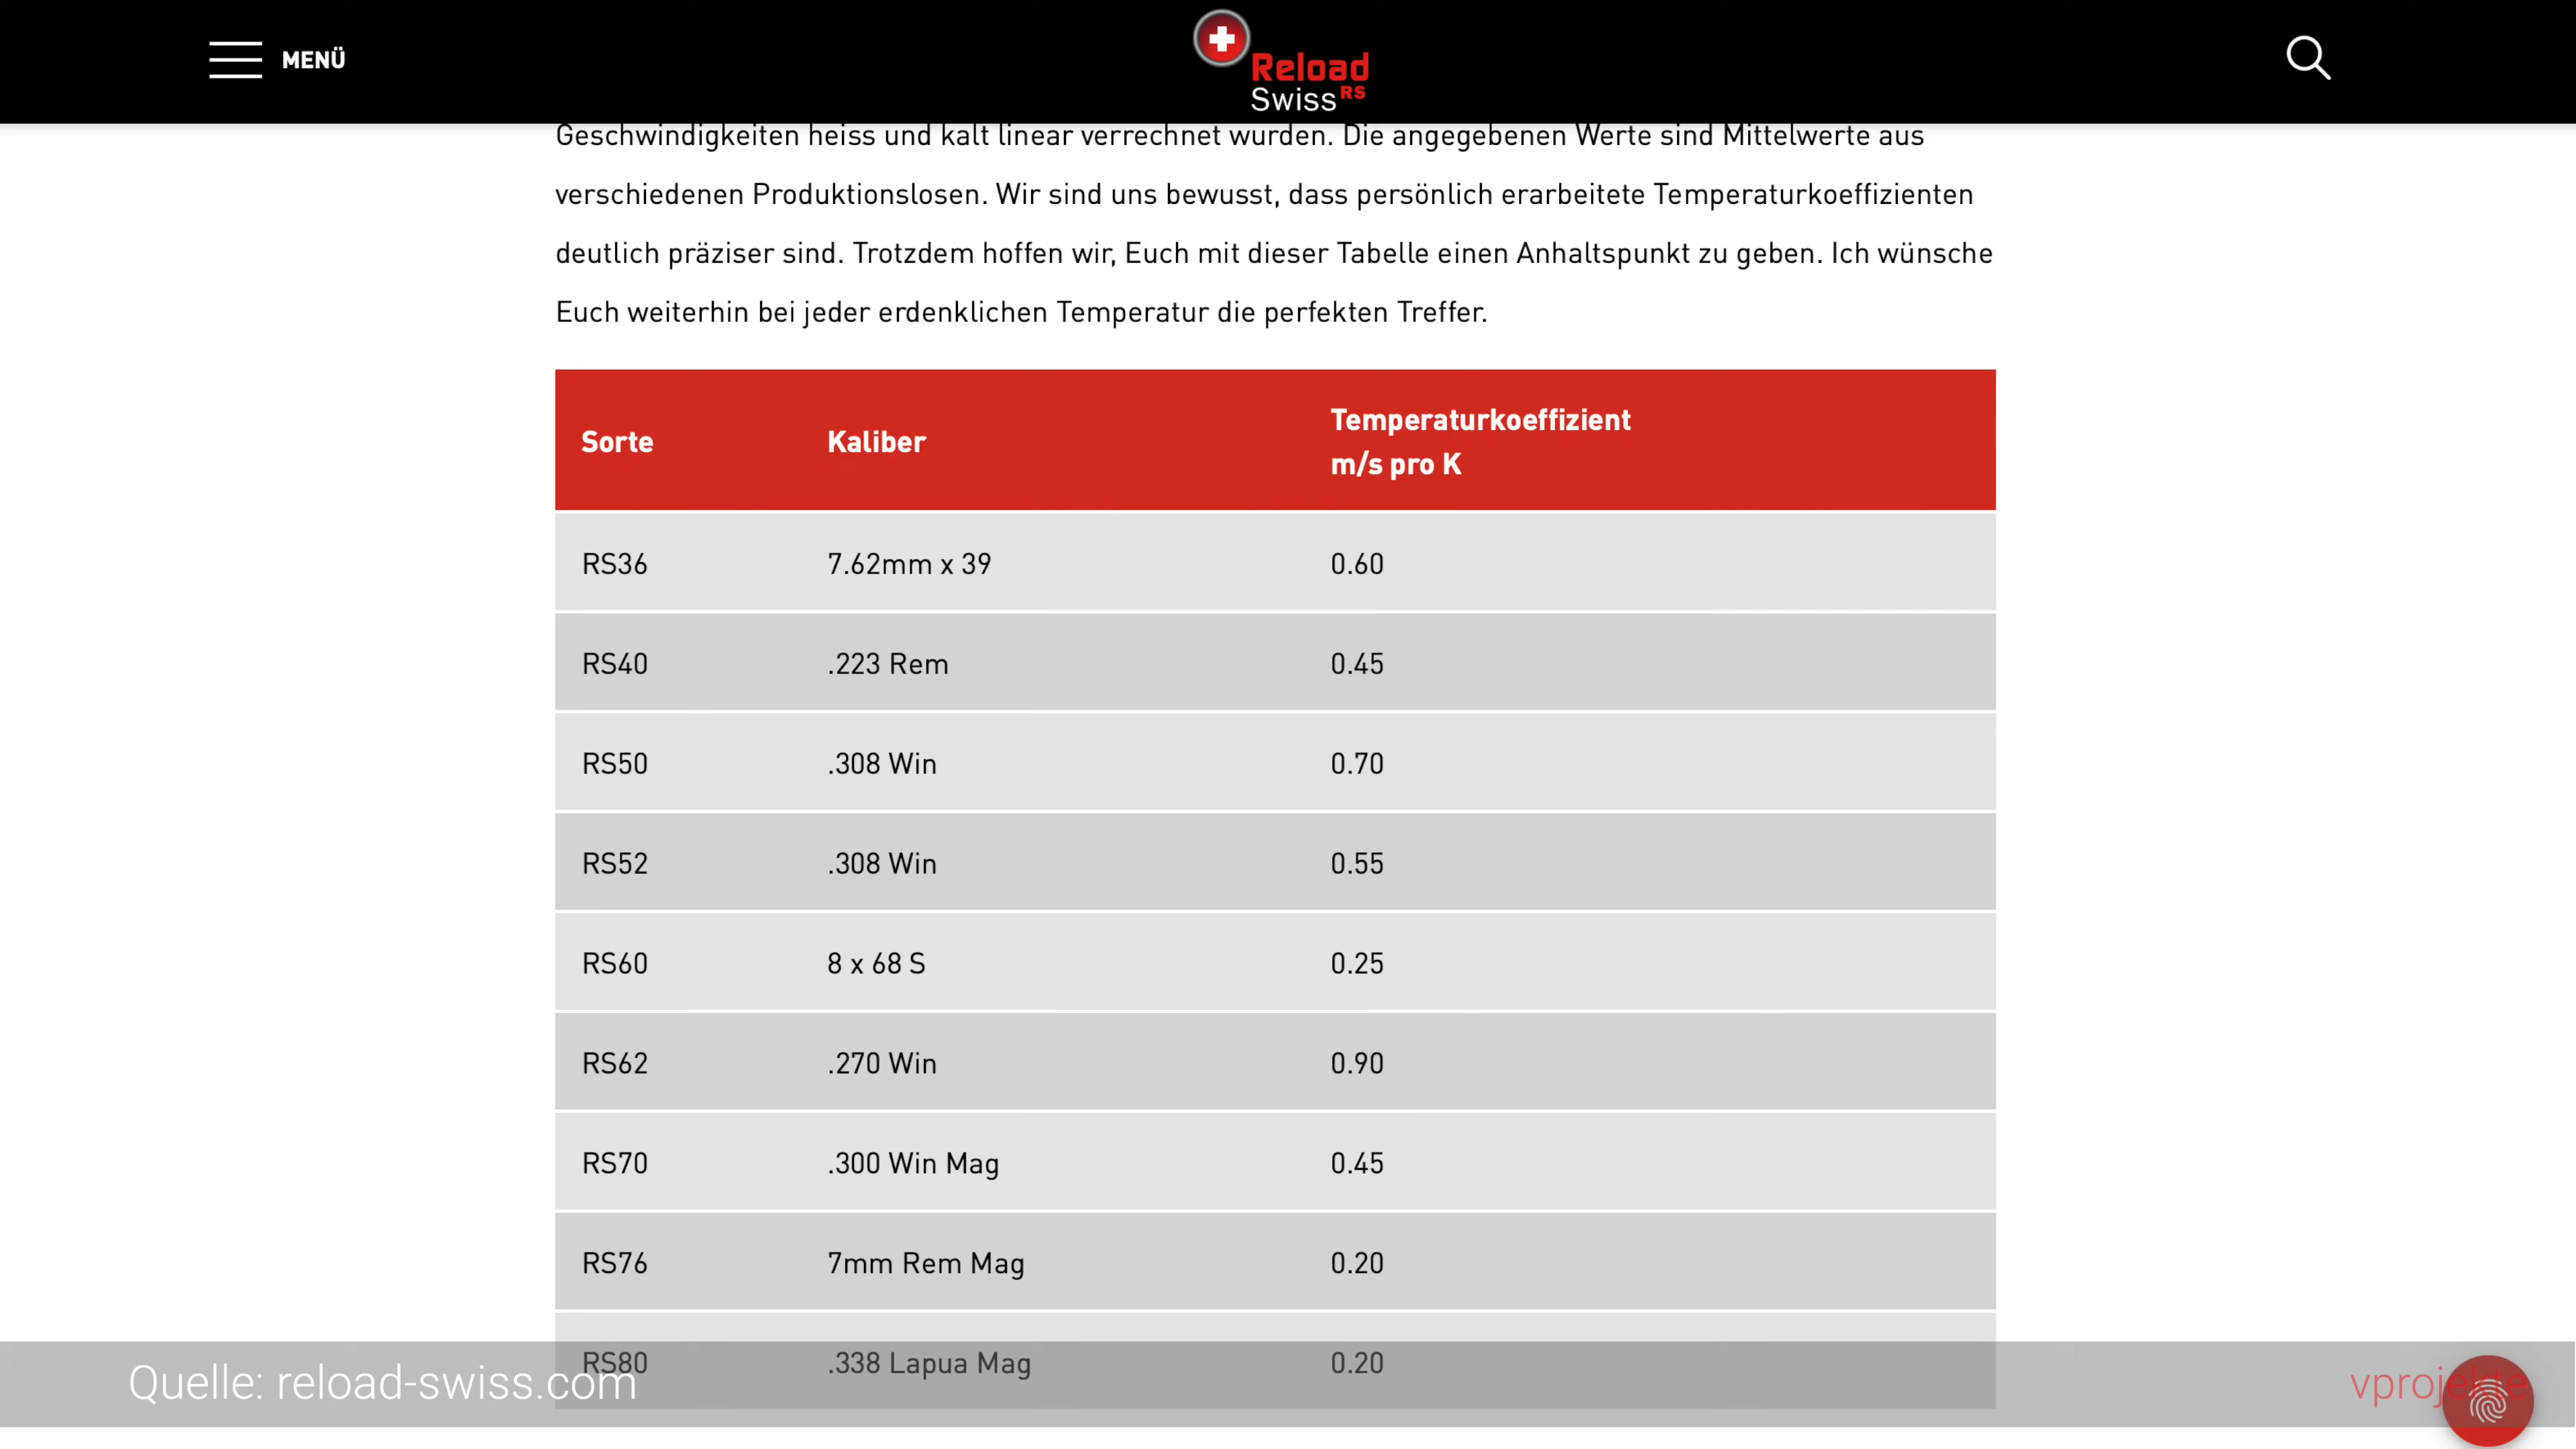 MENÜ
Reload
Swiss RS
Geschwindigkeiten heiss und kalt linear verrechnet wurden. Die angegebenen Werte sind Mittelwerte aus
verschiedenen Produktionslosen. Wir sind uns bewusst, dass persönlich erarbeitete Temperaturkoeffizienten
deutlich präziser sind. Trotzdem hoffen wir, Euch mit dieser Tabelle einen Anhaltspunkt zu geben. Ich wünsche
Euch weiterhin bei jeder erdenklichen Temperatur die perfekten Treffer.
Sorte Kaliber Temperaturkoeffizient
m/s pro K
RS36 7.62mm x 39 0.60
RS40 .223 Rem 0.45
RS50 .308 Win 0.70
RS52 .308 Win 0.55
RS60 8 x 68 S 0.25
RS62 .270 Win 0.90
RS70 .300 Win Mag 0.45
RS76 7mm Rem Mag 0.20
RS80 .338 Lapua Mag 0.20
Quelle: reload-swiss.com
vprojekte